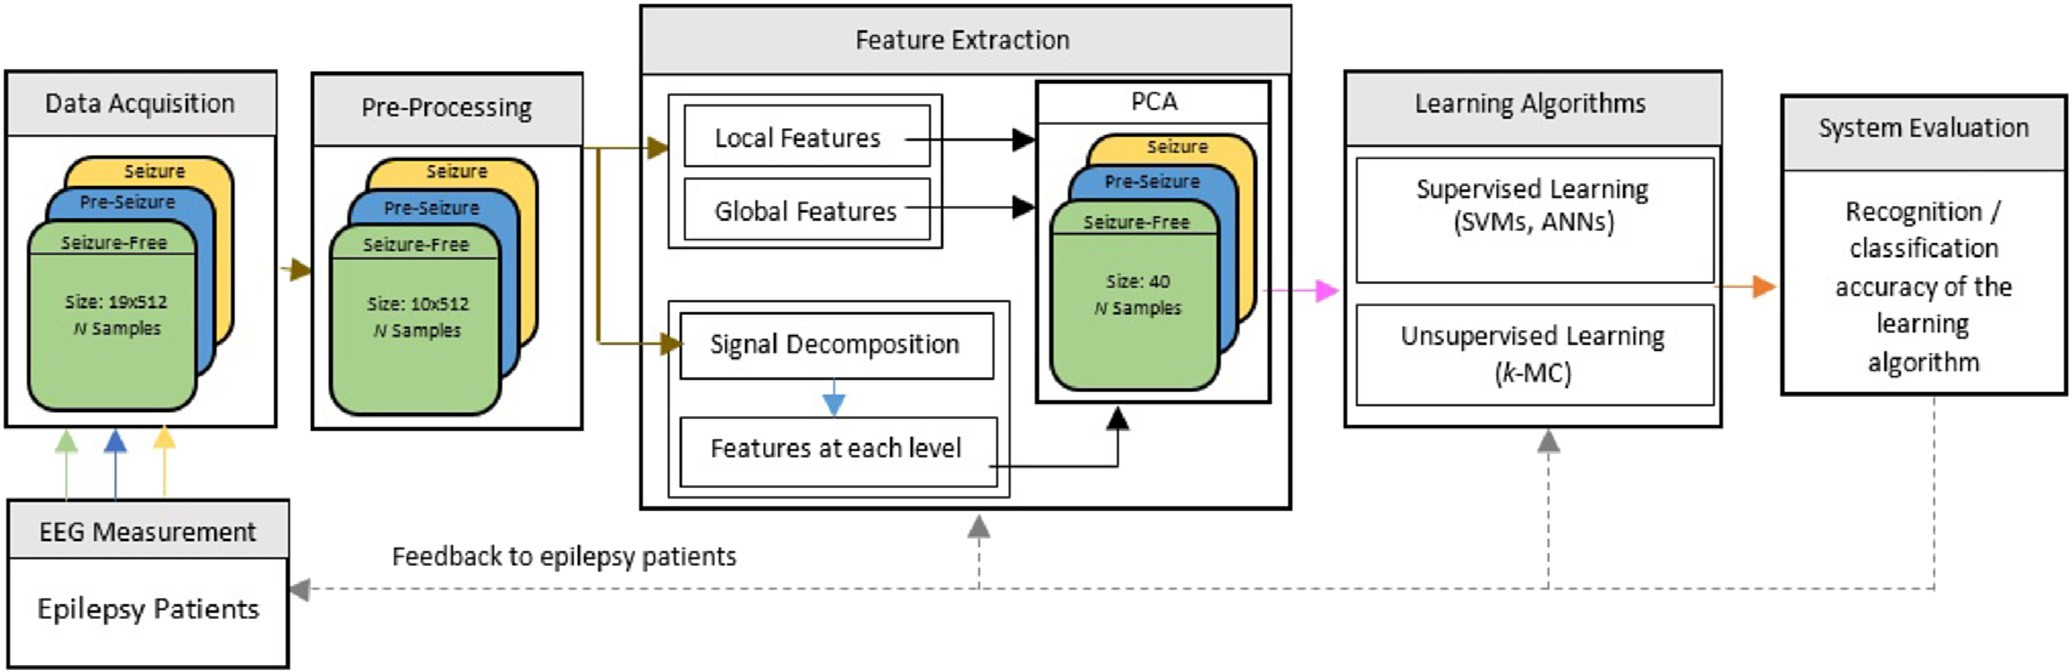 Data Acquisition
Seizure
Pre-Seizure
Seizure-Free
Size: 19x512
N Samples
EEG Measurement
Epilepsy Patients
Pre-Processing
Seizure
Pre-Seizure
Seizure-Free
Size: 10x512
N Samples
Feature Extraction
Local Features
Global Features
Signal Decomposition
Features at each level
PCA
Seizure
Pre-Seizure
Seizure-Free
Size: 40
N Samples
Learning Algorithms
Supervised Learning
(SVMs, ANNs)
Unsupervised Learning
(k-MC)
System Evaluation
Recognition /
classification
accuracy of the
learning
algorithm
Feedback to epilepsy patients